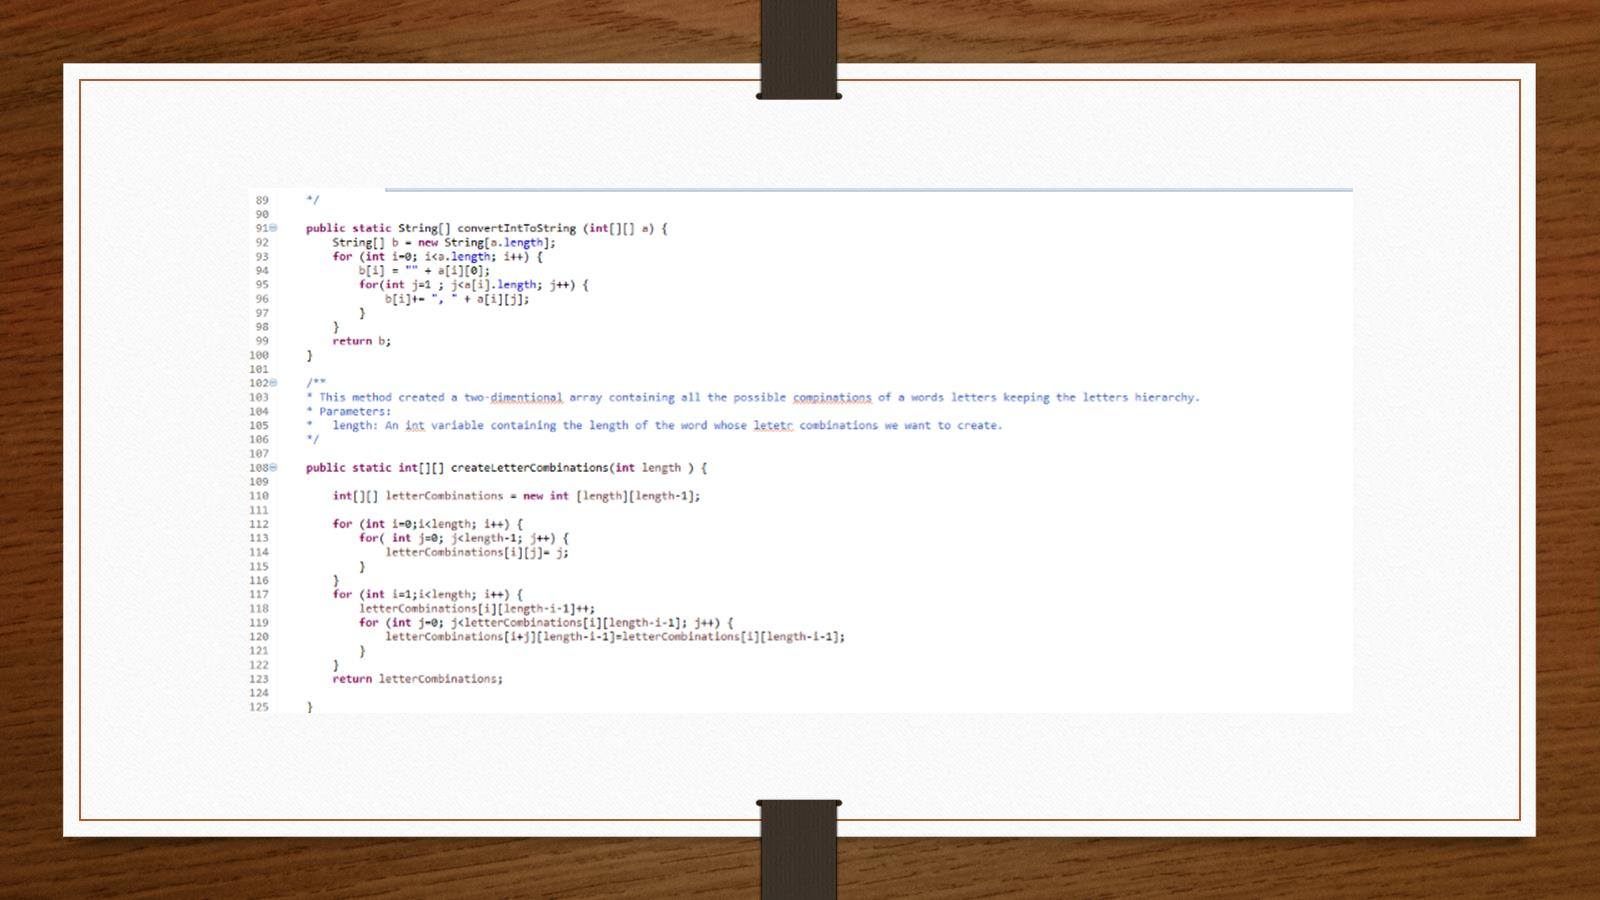 89 */
90
91 public static String[] convertIntToString (int[][] a) {
92 String[] b = new String[a.length];
93 for (int i=0; i<a.length; i++) {
94 b[i] = "" + a[i][0];
95 for(int j=1 ; j<a[i].length; j++) {
96 b[i]+= ", " + a[i][j];
97 }
98 }
99 return b;
100 }
101
102 /**
103 * This method created a two-dimentional array containing all the possible compinations of a words letters keeping the letters hierarchy.
104 * Parameters:
105 * length: An int variable containing the length of the word whose letetr combinations we want to create.
106 */
107
108 public static int[][] createLetterCombinations(int length ) {
109
110 int[][] letterCombinations = new int [length][length-1];
111
112 for (int i=0;i<length; i++) {
113 for( int j=0; j<length-1; j++) {
114 letterCombinations[i][j]= j;
115 }
116 }
117 for (int i=1;i<length; i++) {
118 letterCombinations[i][length-i-1]++;
119 for (int j=0; j<letterCombinations[i][length-i-1]; j++) {
120 letterCombinations[i+j][length-i-1]=letterCombinations[i][length-i-1];
121 }
122 }
123 return letterCombinations;
124
125 }